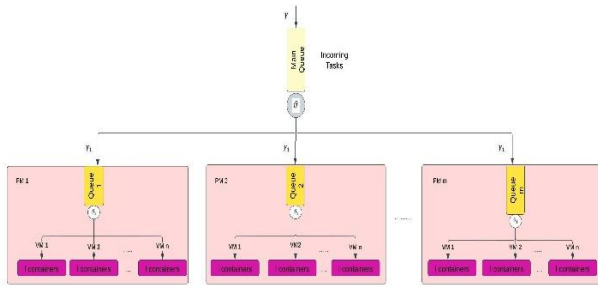 γ
Main
Queue
Incoming
Tasks
γ₁
γ₁
γ₁
PM 1
Queue
1
VM 1
VM 2
.....
VM n
l containers
l containers
...
l containers
PM 2
Queue
2
VM 1
VM2
.....
VM n
l containers
l containers
...
l containers
........
PM m
Queue
m
VM 1
VM 2
.....
VM n
l containers
l containers
...
l containers